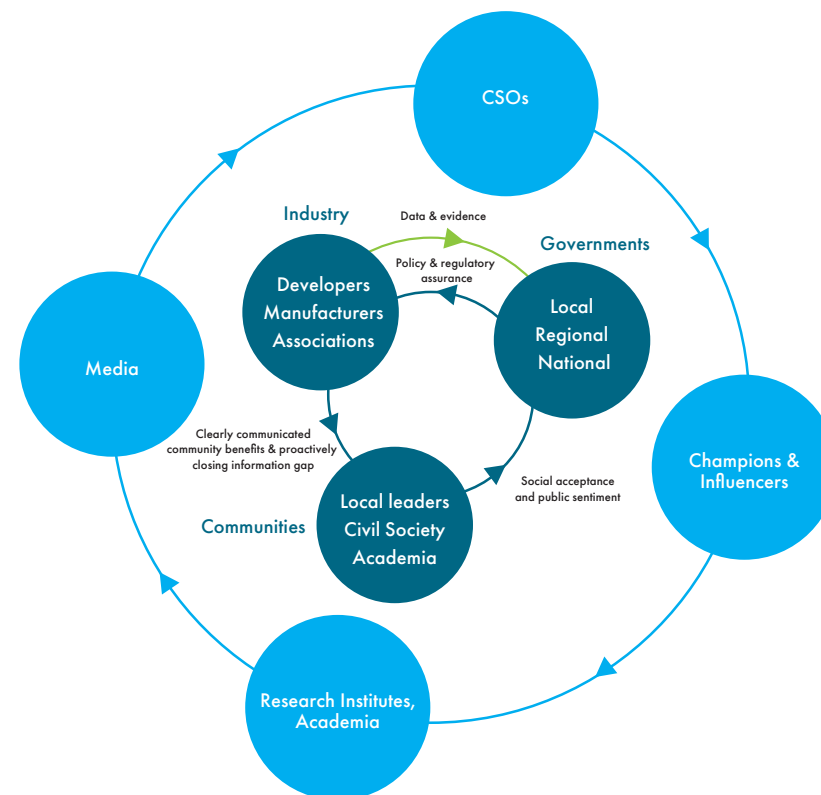 CSOs
Industry
Data & evidence
Governments
Policy & regulatory
assurance
Developers
Manufacturers
Associations
Local
Regional
National
Media
Clearly communicated
community benefits & proactively
closing information gap
Champions &
Influencers
Social acceptance
and public sentiment
Communities
Local leaders
Civil Society
Academia
Research Institutes,
Academia